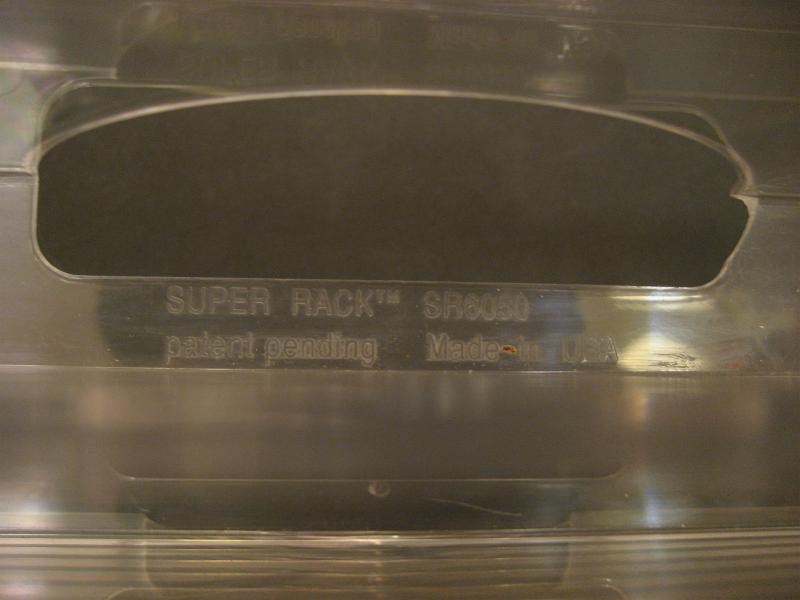 SUPER RACK™ SR6050
patent pending Made in USA